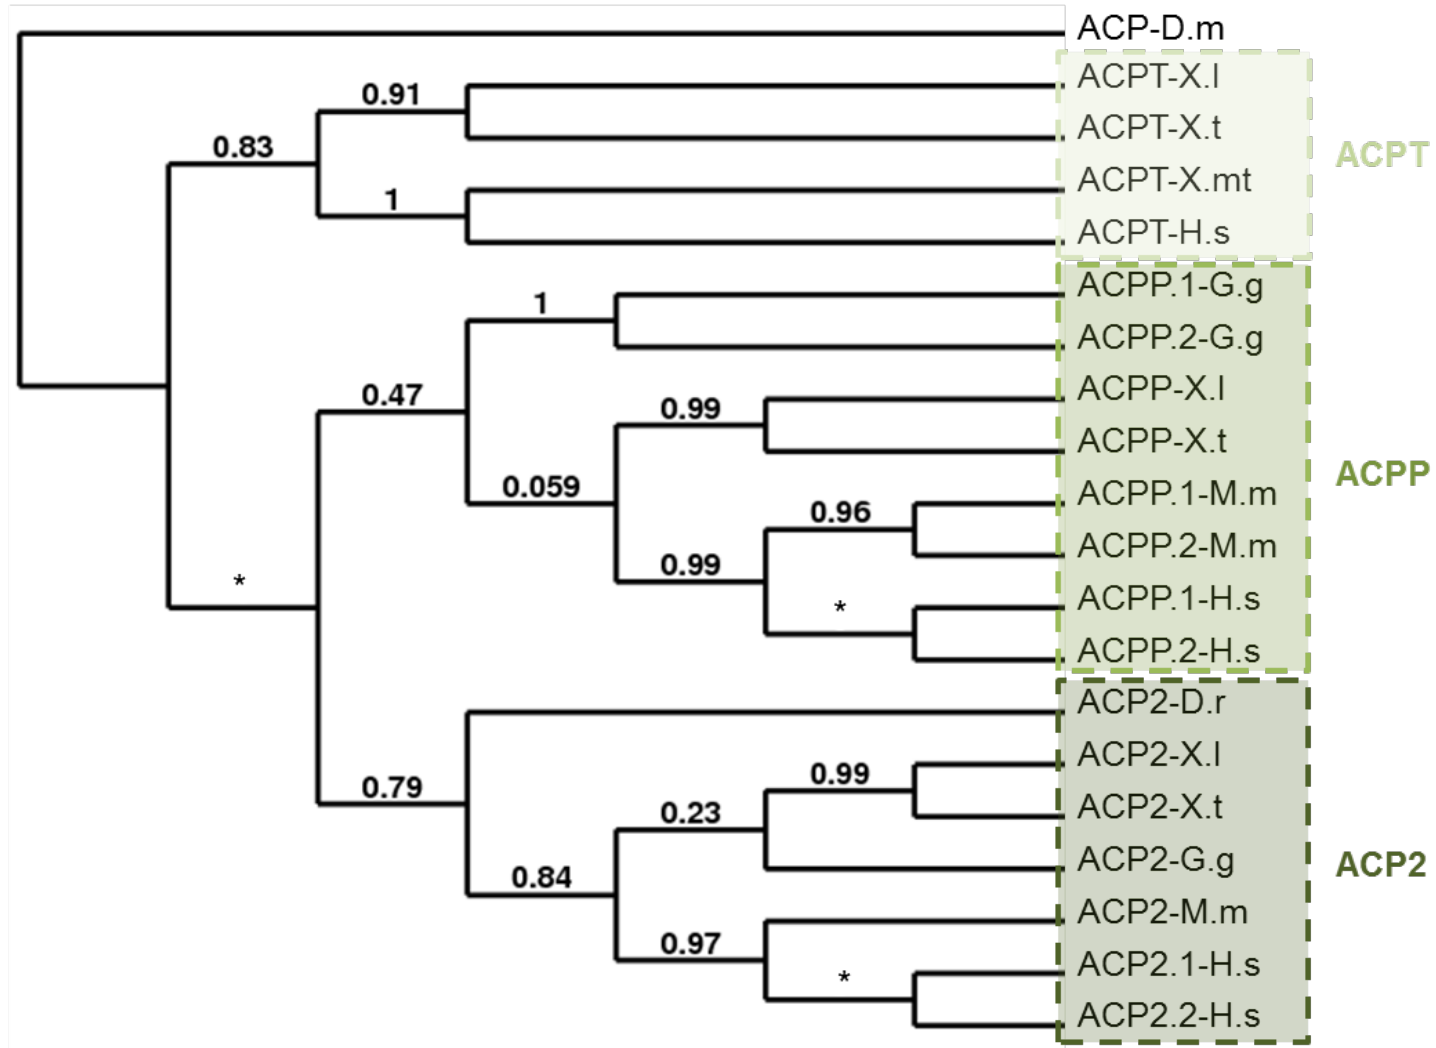 ACP-D.m
ACPT-X.l
0.91
ACPT-X.t
0.83
ACPT
ACPT-X.mt
1
ACPT-H.s
ACPP.1-G.g
1
ACPP.2-G.g
ACPP-X.l
0.47
0.99
ACPP-X.t
ACPP
0.059
ACPP.1-M.m
0.96
ACPP.2-M.m
0.99
*
*
ACPP.1-H.s
ACPP.2-H.s
ACP2-D.r
ACP2-X.l
0.99
0.79
ACP2-X.t
0.23
ACP2-G.g
ACP2
0.84
ACP2-M.m
0.97
ACP2.1-H.s
*
ACP2.2-H.s